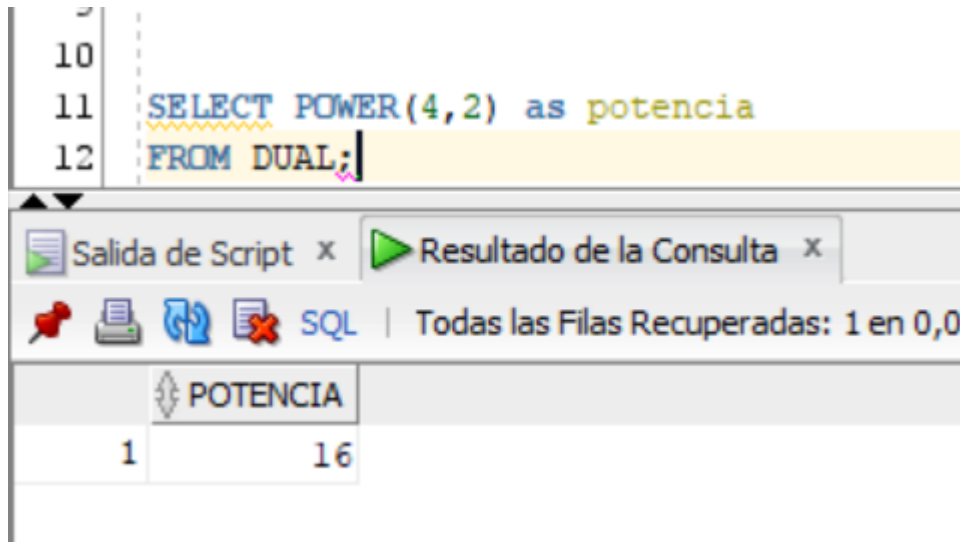 10
11 SELECT POWER(4,2) as potencia
12 FROM DUAL;
Salida de Script x Resultado de la Consulta x
SQL | Todas las Filas Recuperadas: 1 en 0,0
POTENCIA
1 16